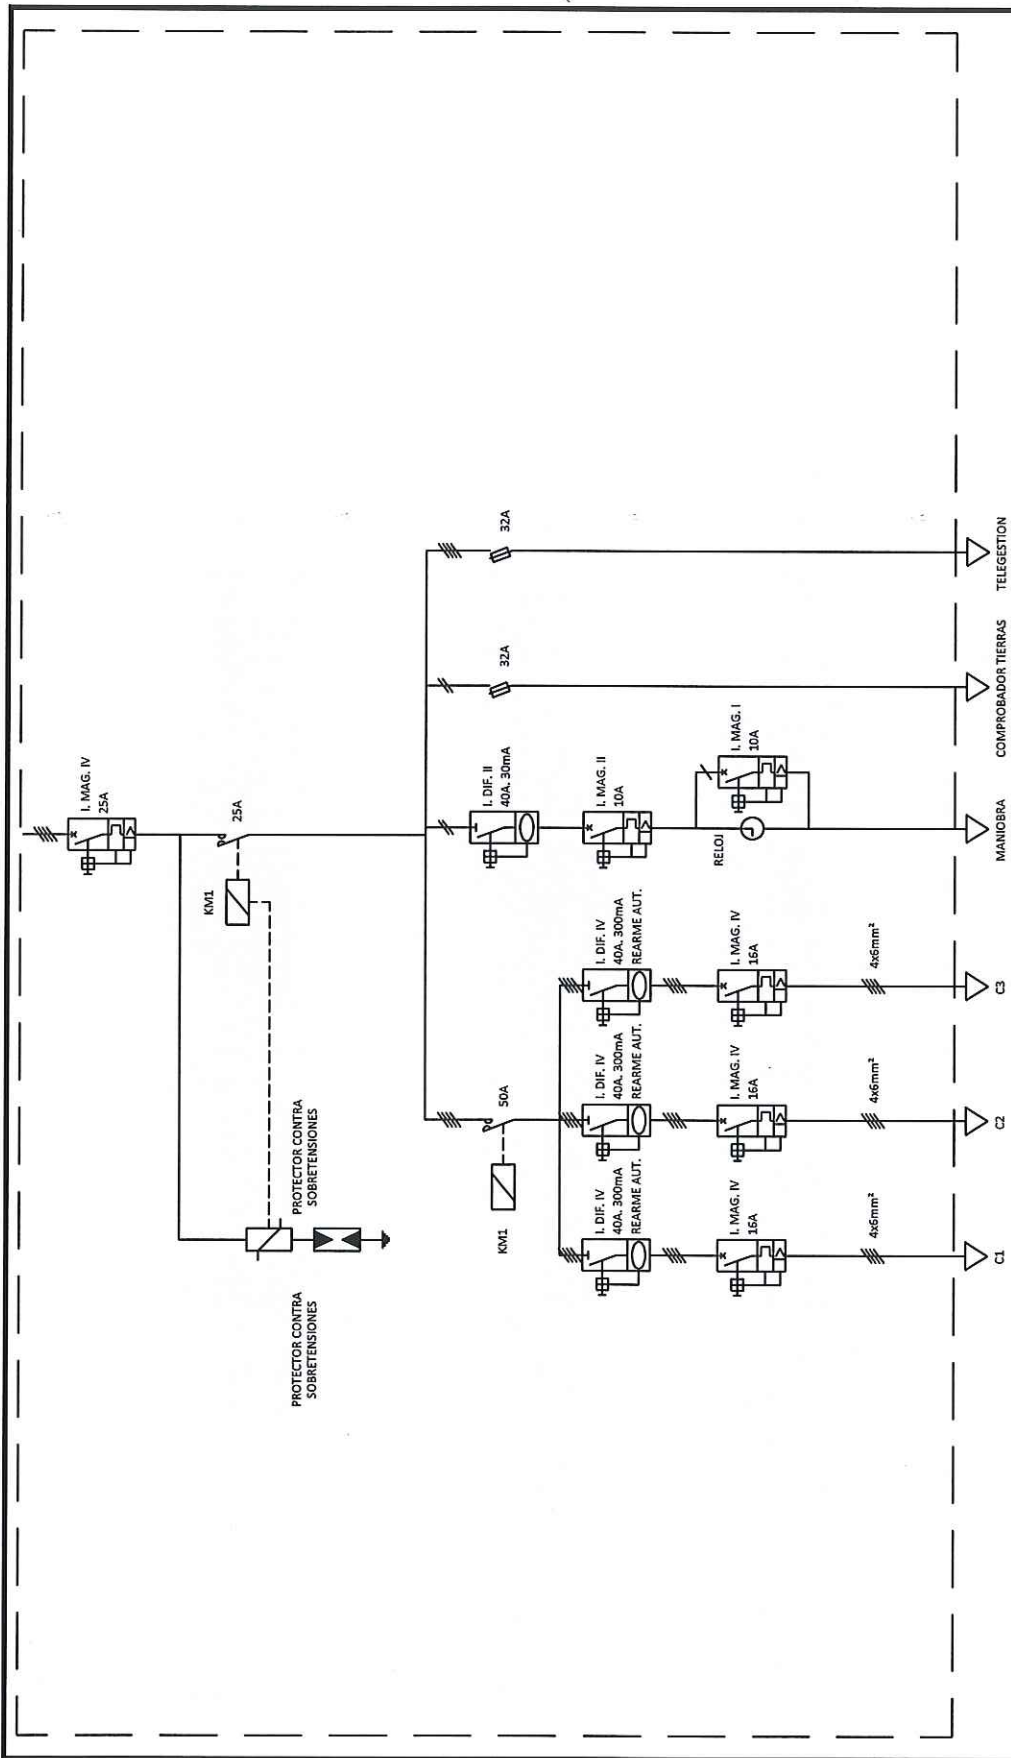 I. MAG. IV
25A
KM1
25A
PROTECTOR CONTRA
SOBRETENSIONES
PROTECTOR CONTRA
SOBRETENSIONES
KM1
50A
I. DIF. II
40A. 30mA
32A
32A
I. DIF. IV
40A. 300mA
REARME AUT.
I. DIF. IV
40A. 300mA
REARME AUT.
I. DIF. IV
40A. 300mA
REARME AUT.
I. MAG. II
10A
I. MAG. IV
16A
I. MAG. IV
16A
I. MAG. IV
16A
RELOJ
I. MAG. I
10A
4x6mm²
4x6mm²
4x6mm²
C1
C2
C3
MANIOBRA
COMPROBADOR TIERRAS
TELEGESTION